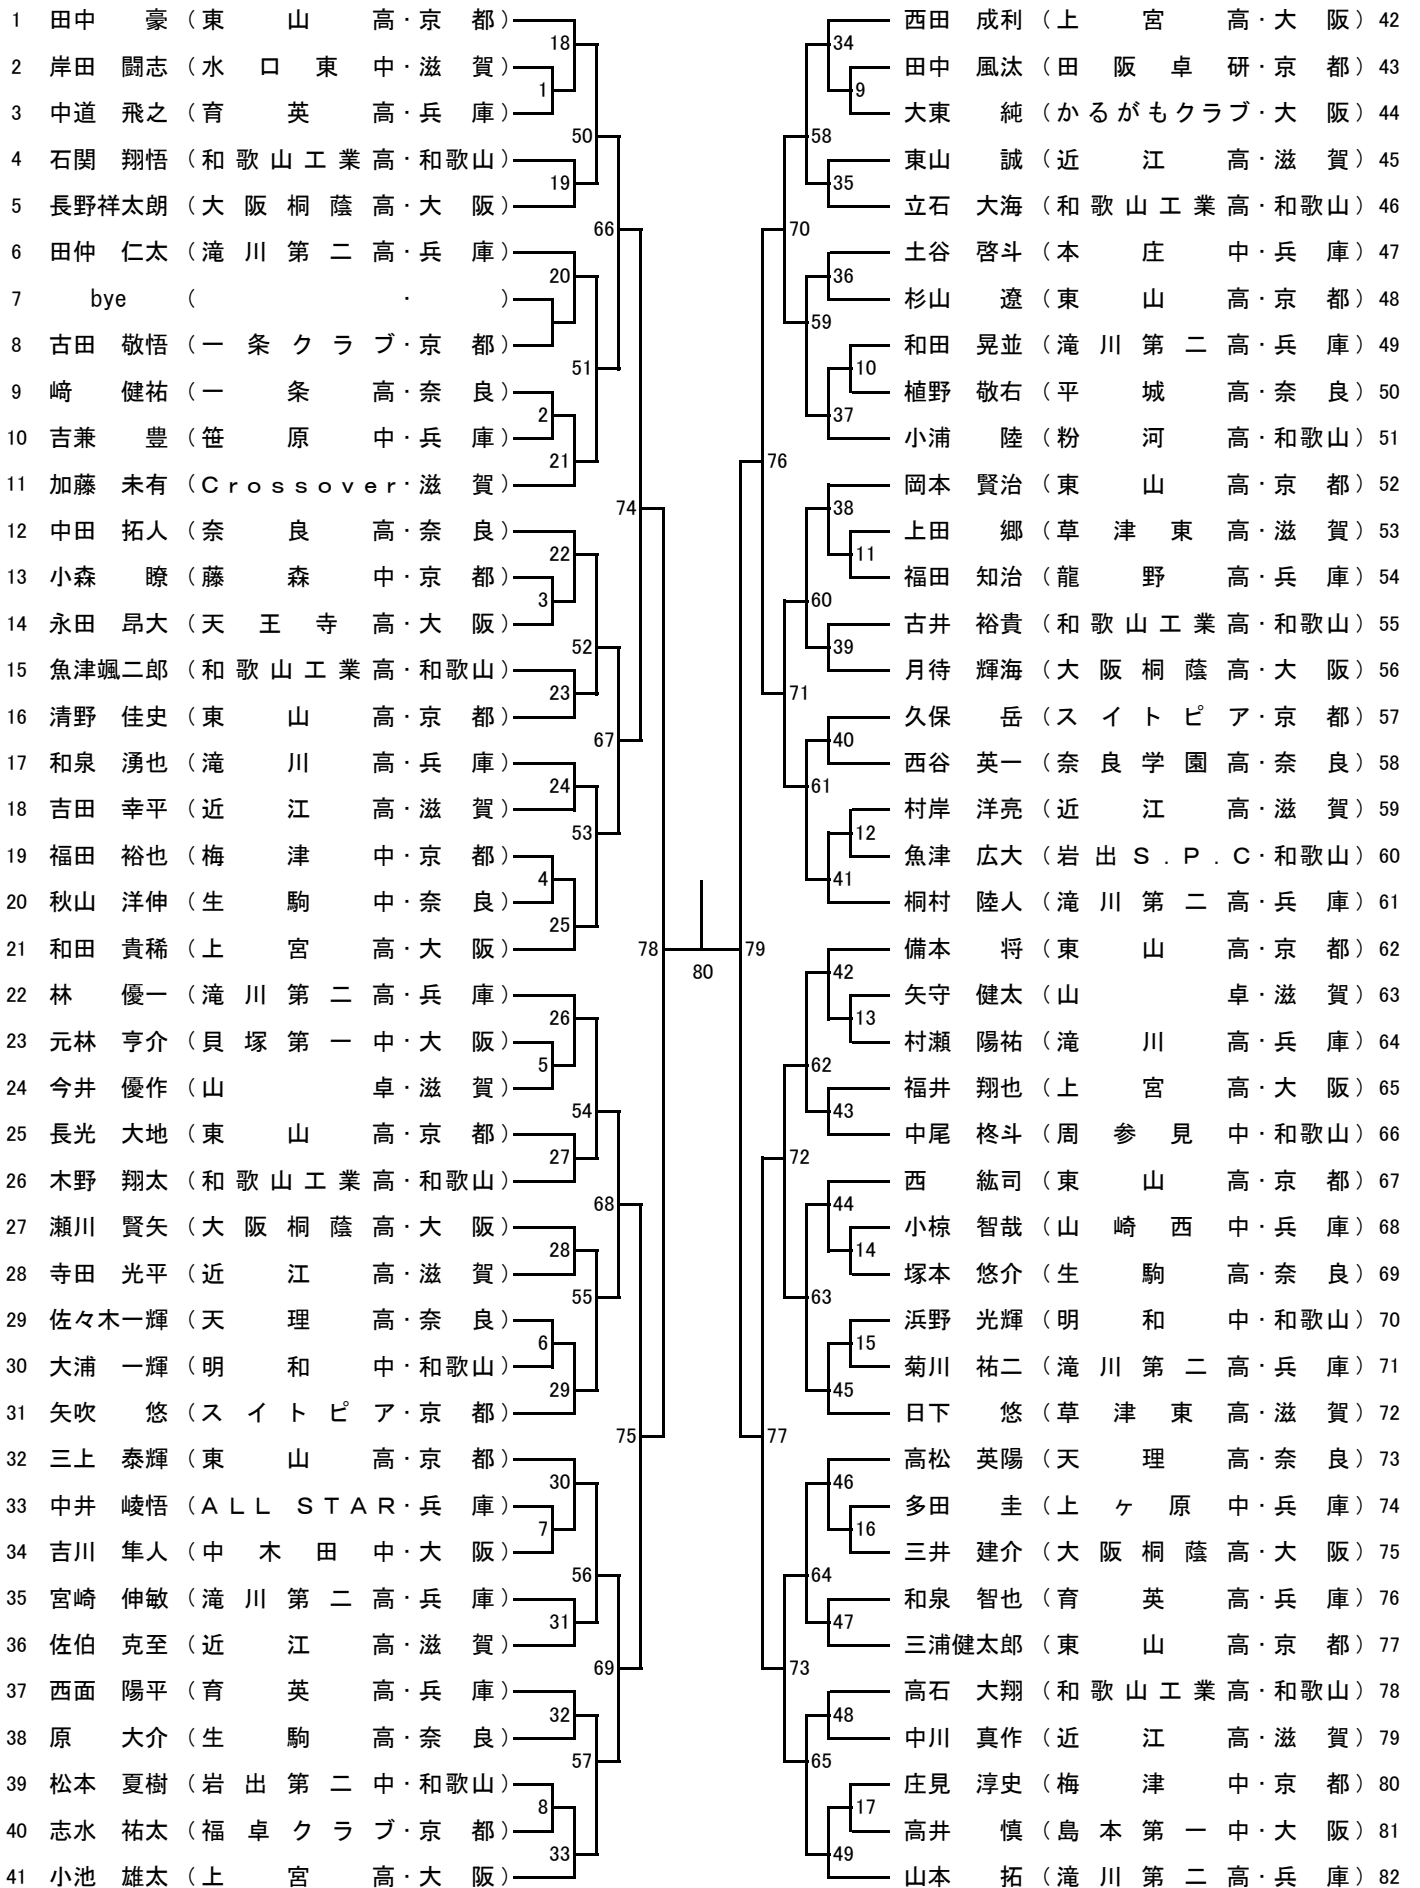 1 田中 豪 (東山高・京都)
2 岸田 闘志 (水口東中・滋賀)
3 中道 飛之 (育英高・兵庫)
4 石関 翔悟 (和歌山工業高・和歌山)
5 長野祥太朗 (大阪桐蔭高・大阪)
6 田仲 仁太 (滝川第二高・兵庫)
7 bye ( ・ )
8 古田 敬悟 (一条クラブ・京都)
9 﨑 健祐 (一条高・奈良)
10 吉兼 豊 (笹原中・兵庫)
11 加藤 未有 (Crossover・滋賀)
12 中田 拓人 (奈良高・奈良)
13 小森 瞭 (藤森中・京都)
14 永田 昂大 (天王寺高・大阪)
15 魚津颯二郎 (和歌山工業高・和歌山)
16 清野 佳史 (東山高・京都)
17 和泉 湧也 (滝川高・兵庫)
18 吉田 幸平 (近江高・滋賀)
19 福田 裕也 (梅津中・京都)
20 秋山 洋伸 (生駒中・奈良)
21 和田 貴稀 (上宮高・大阪)
22 林 優一 (滝川第二高・兵庫)
23 元林 亨介 (貝塚第一中・大阪)
24 今井 優作 (山卓・滋賀)
25 長光 大地 (東山高・京都)
26 木野 翔太 (和歌山工業高・和歌山)
27 瀬川 賢矢 (大阪桐蔭高・大阪)
28 寺田 光平 (近江高・滋賀)
29 佐々木一輝 (天理高・奈良)
30 大浦 一輝 (明和中・和歌山)
31 矢吹 悠 (スイトピア・京都)
32 三上 泰輝 (東山高・京都)
33 中井 崚悟 (ALL STAR・兵庫)
34 吉川 隼人 (中木田中・大阪)
35 宮崎 伸敏 (滝川第二高・兵庫)
36 佐伯 克至 (近江高・滋賀)
37 西面 陽平 (育英高・兵庫)
38 原 大介 (生駒高・奈良)
39 松本 夏樹 (岩出第二中・和歌山)
40 志水 祐太 (福卓クラブ・京都)
41 小池 雄太 (上宮高・大阪)
18
1
50
19
66
20
51
2
21
74
22
3
52
23
67
24
53
4
25
78
26
5
54
27
68
28
55
6
29
75
30
7
56
31
69
32
57
8
33
80
79
34
9
58
35
70
36
59
10
37
76
38
11
60
39
71
40
61
12
41
42
13
62
43
72
44
14
63
15
45
77
46
16
64
47
73
48
65
17
49
西田 成利 (上宮高・大阪) 42
田中 風汰 (田阪卓研・京都) 43
大東 純 (かるがもクラブ・大阪) 44
東山 誠 (近江高・滋賀) 45
立石 大海 (和歌山工業高・和歌山) 46
土谷 啓斗 (本庄中・兵庫) 47
杉山 遼 (東山高・京都) 48
和田 晃並 (滝川第二高・兵庫) 49
植野 敬右 (平城高・奈良) 50
小浦 陸 (粉河高・和歌山) 51
岡本 賢治 (東山高・京都) 52
上田 郷 (草津東高・滋賀) 53
福田 知治 (龍野高・兵庫) 54
古井 裕貴 (和歌山工業高・和歌山) 55
月待 輝海 (大阪桐蔭高・大阪) 56
久保 岳 (スイトピア・京都) 57
西谷 英一 (奈良学園高・奈良) 58
村岸 洋亮 (近江高・滋賀) 59
魚津 広大 (岩出S.P.C・和歌山) 60
桐村 陸人 (滝川第二高・兵庫) 61
備本 将 (東山高・京都) 62
矢守 健太 (山卓・滋賀) 63
村瀬 陽祐 (滝川高・兵庫) 64
福井 翔也 (上宮高・大阪) 65
中尾 柊斗 (周参見中・和歌山) 66
西 紘司 (東山高・京都) 67
小椋 智哉 (山崎西中・兵庫) 68
塚本 悠介 (生駒高・奈良) 69
浜野 光輝 (明和中・和歌山) 70
菊川 祐二 (滝川第二高・兵庫) 71
日下 悠 (草津東高・滋賀) 72
高松 英陽 (天理高・奈良) 73
多田 圭 (上ヶ原中・兵庫) 74
三井 建介 (大阪桐蔭高・大阪) 75
和泉 智也 (育英高・兵庫) 76
三浦健太郎 (東山高・京都) 77
高石 大翔 (和歌山工業高・和歌山) 78
中川 真作 (近江高・滋賀) 79
庄見 淳史 (梅津中・京都) 80
高井 慎 (島本第一中・大阪) 81
山本 拓 (滝川第二高・兵庫) 82